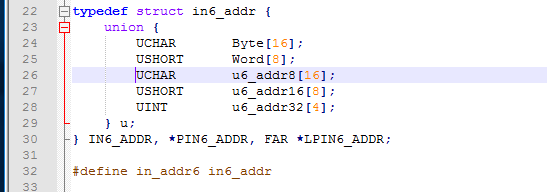 22 typedef struct in6_addr {
23 union {
24 UCHAR Byte[16];
25 USHORT Word[8];
26 UCHAR u6_addr8[16];
27 USHORT u6_addr16[8];
28 UINT u6_addr32[4];
29 } u;
30 } IN6_ADDR, *PIN6_ADDR, FAR *LPIN6_ADDR;
31
32 #define in_addr6 in6_addr
33